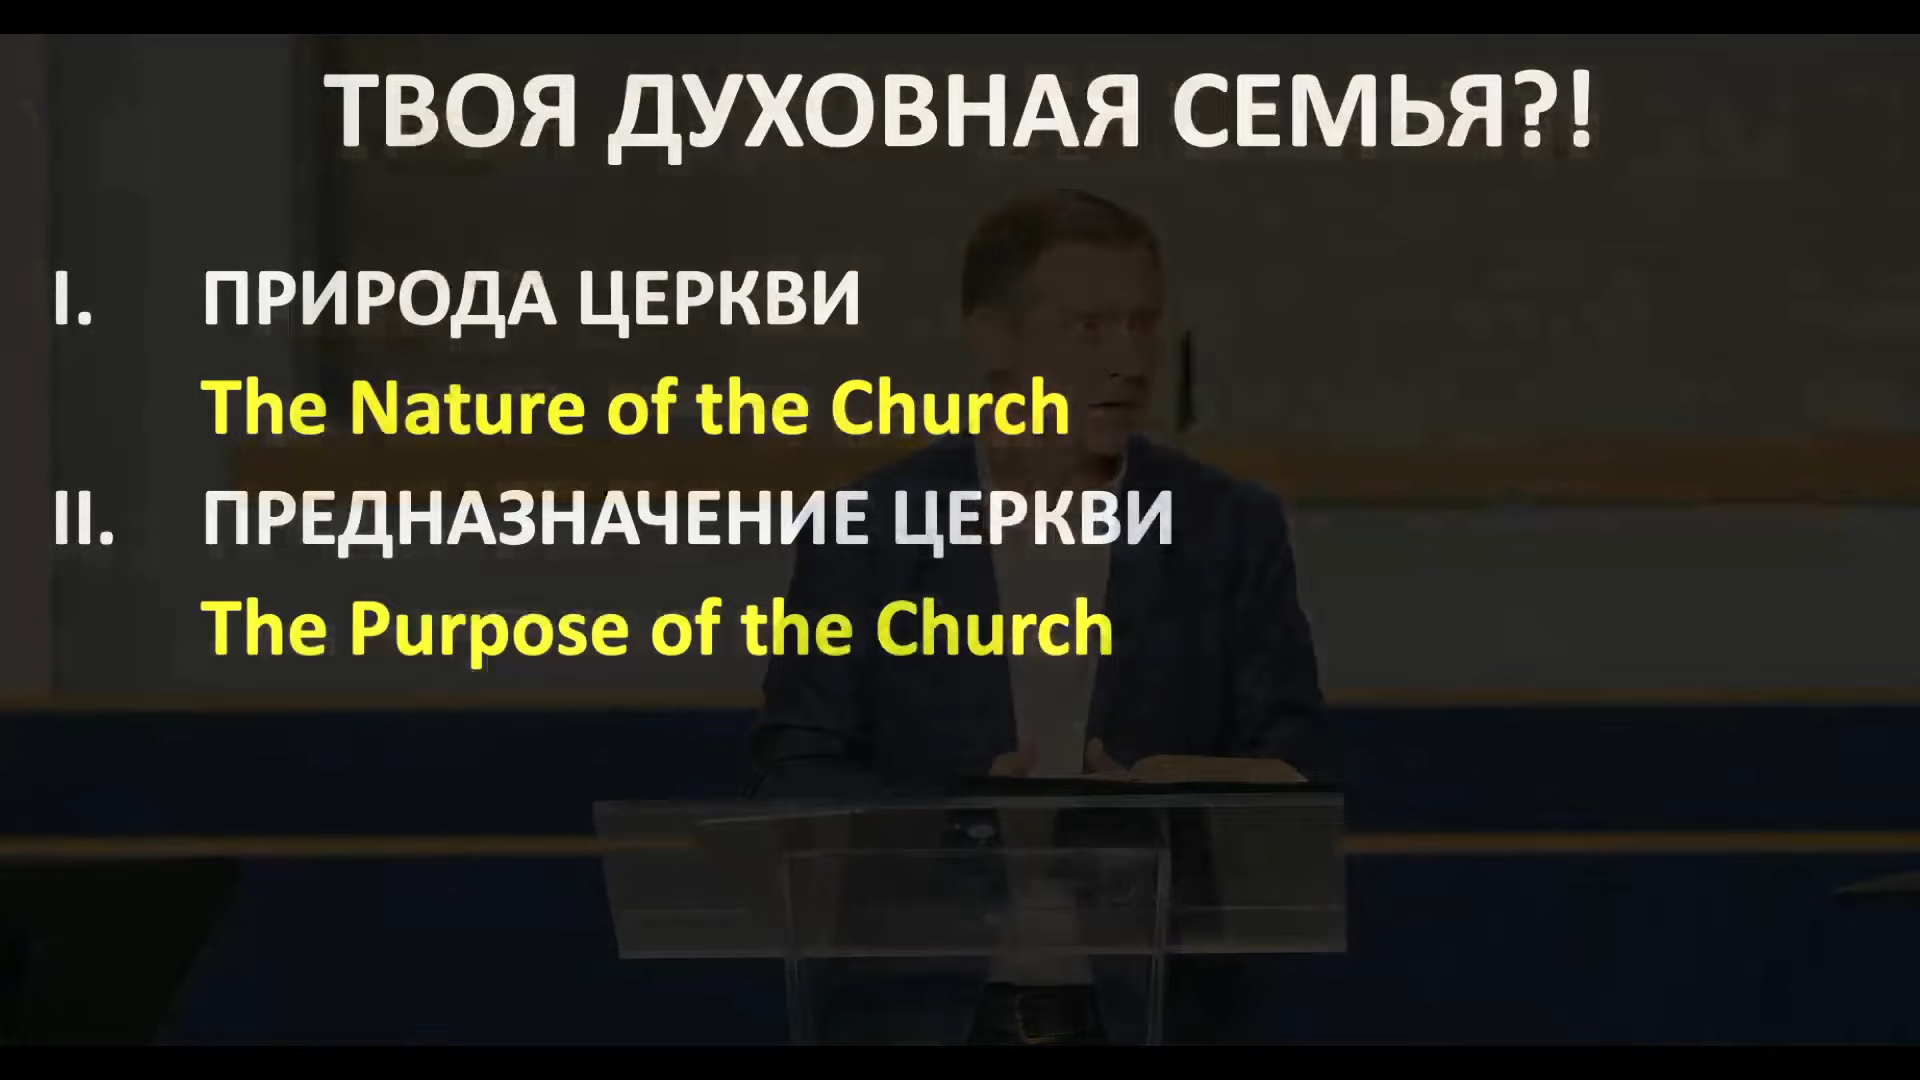 ТВОЯ ДУХОВНАЯ СЕМЬЯ?!
I. ПРИРОДА ЦЕРКВИ
The Nature of the Church
II. ПРЕДНАЗНАЧЕНИЕ ЦЕРКВИ
The Purpose of the Church